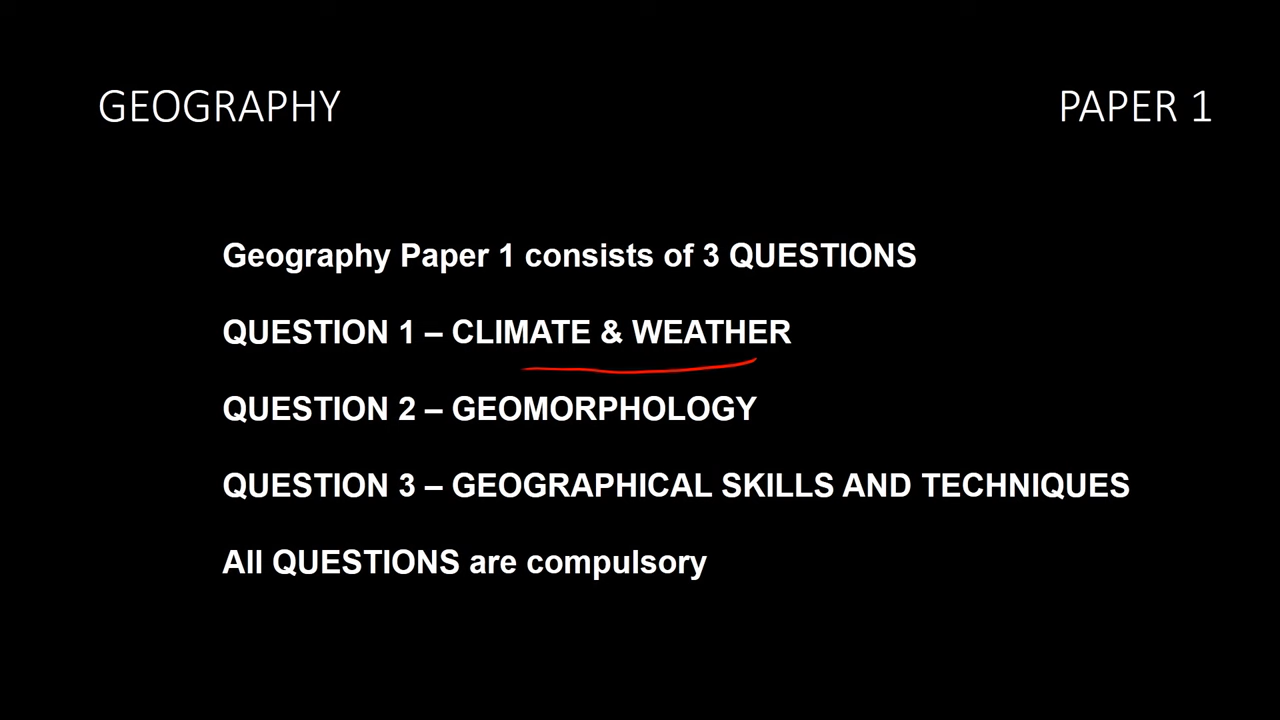 GEOGRAPHY
PAPER 1
Geography Paper 1 consists of 3 QUESTIONS
QUESTION 1 – CLIMATE & WEATHER
QUESTION 2 – GEOMORPHOLOGY
QUESTION 3 – GEOGRAPHICAL SKILLS AND TECHNIQUES
All QUESTIONS are compulsory